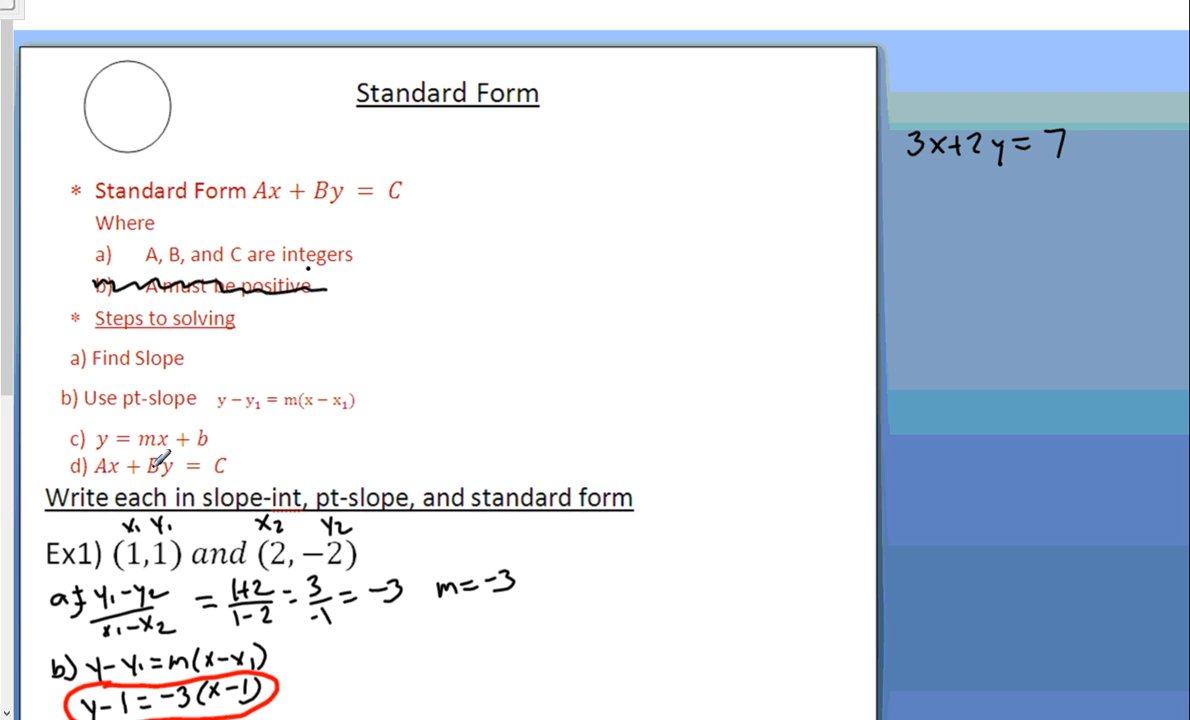 Standard Form
3x+2y=7
* Standard Form Ax + By = C
Where
a) A, B, and C are integers
b) A must be positive
* Steps to solving
a) Find Slope
b) Use pt-slope y − y₁ = m(x − x₁)
c) y = mx + b
d) Ax + By = C
Write each in slope-int, pt-slope, and standard form
x₁ y₁ x₂ y₂
Ex1) (1,1) and (2, −2)
a) y₁-y₂/x₁-x₂ = 1+2/1-2 = 3/-1 = -3 m=-3
b) y-y₁=m(x-x₁)
y-1=-3(x-1)